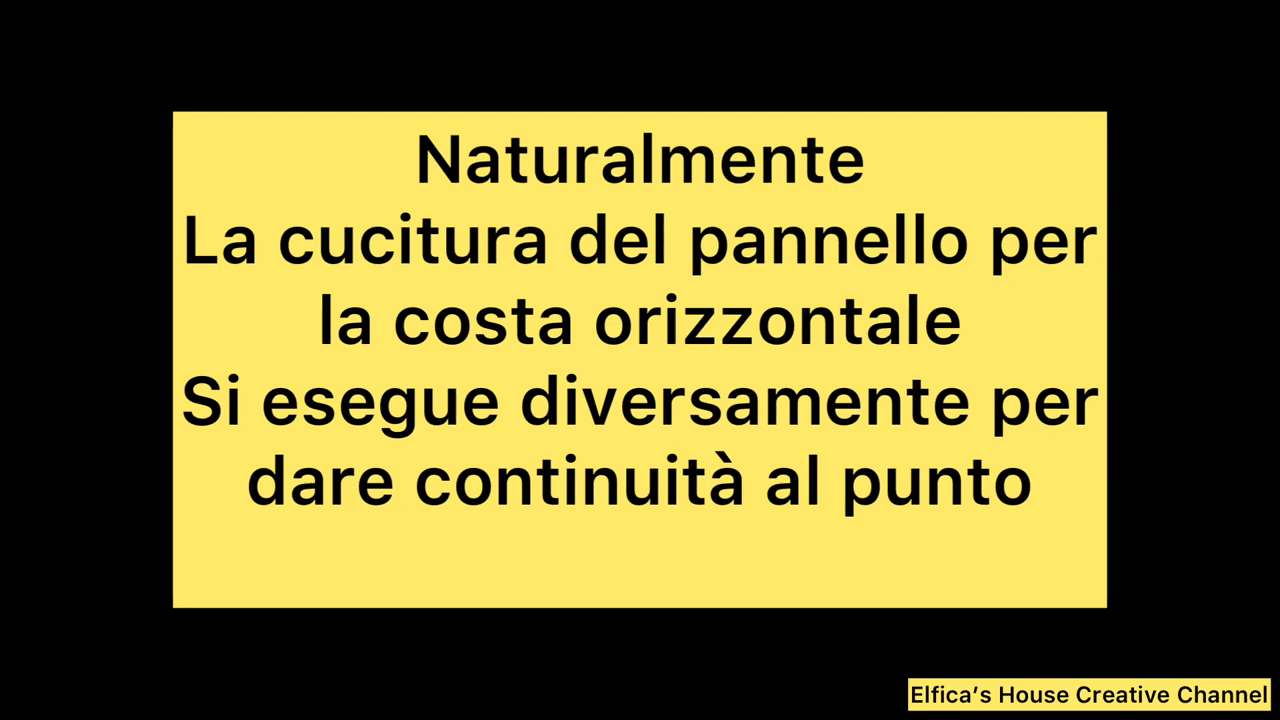 Naturalmente
La cucitura del pannello per
la costa orizzontale
Si esegue diversamente per
dare continuità al punto
Elfica’s House Creative Channel